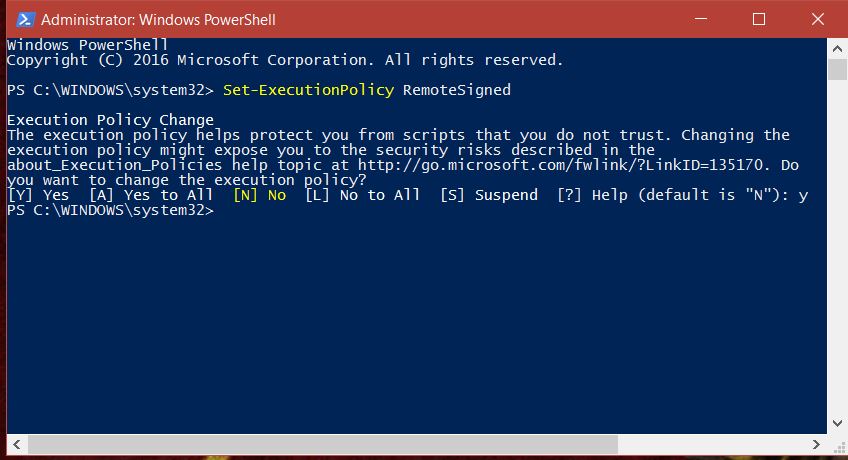 Administrator: Windows PowerShell
Windows PowerShell
Copyright (C) 2016 Microsoft Corporation. All rights reserved.
PS C:\WINDOWS\system32> Set-ExecutionPolicy RemoteSigned
Execution Policy Change
The execution policy helps protect you from scripts that you do not trust. Changing the
execution policy might expose you to the security risks described in the
about_Execution_Policies help topic at http://go.microsoft.com/fwlink/?LinkID=135170. Do
you want to change the execution policy?
[Y] Yes  [A] Yes to All  [N] No  [L] No to All  [S] Suspend  [?] Help (default is "N"): y
PS C:\WINDOWS\system32>